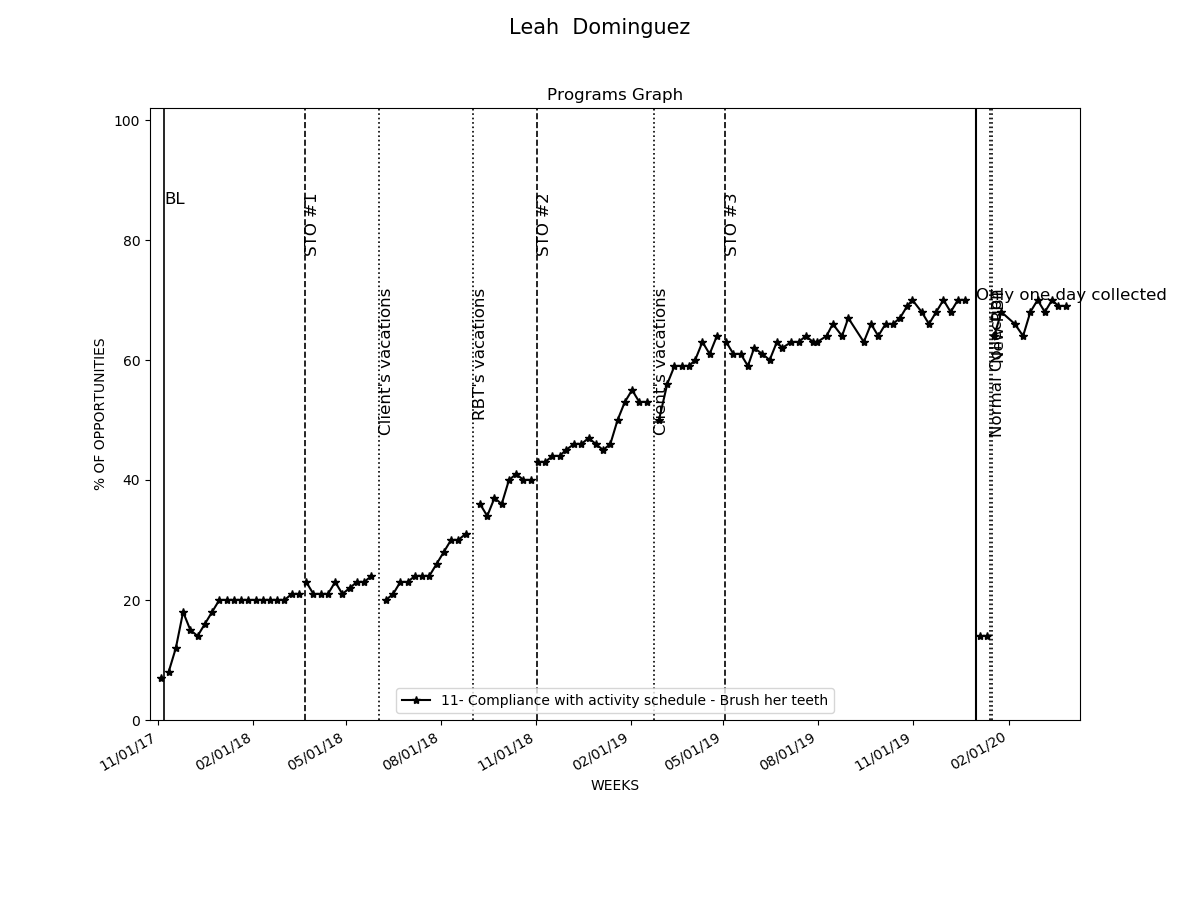 Leah Dominguez
Programs Graph
100
80
60
40
20
0
% OF OPPORTUNITIES
BL
STO #1
Client's vacations
RBT's vacations
STO #2
Client's vacations
STO #3
Only one day collected
Normal
New RBT
11- Compliance with activity schedule - Brush her teeth
11/01/17
02/01/18
05/01/18
08/01/18
11/01/18
02/01/19
05/01/19
08/01/19
11/01/19
02/01/20
WEEKS